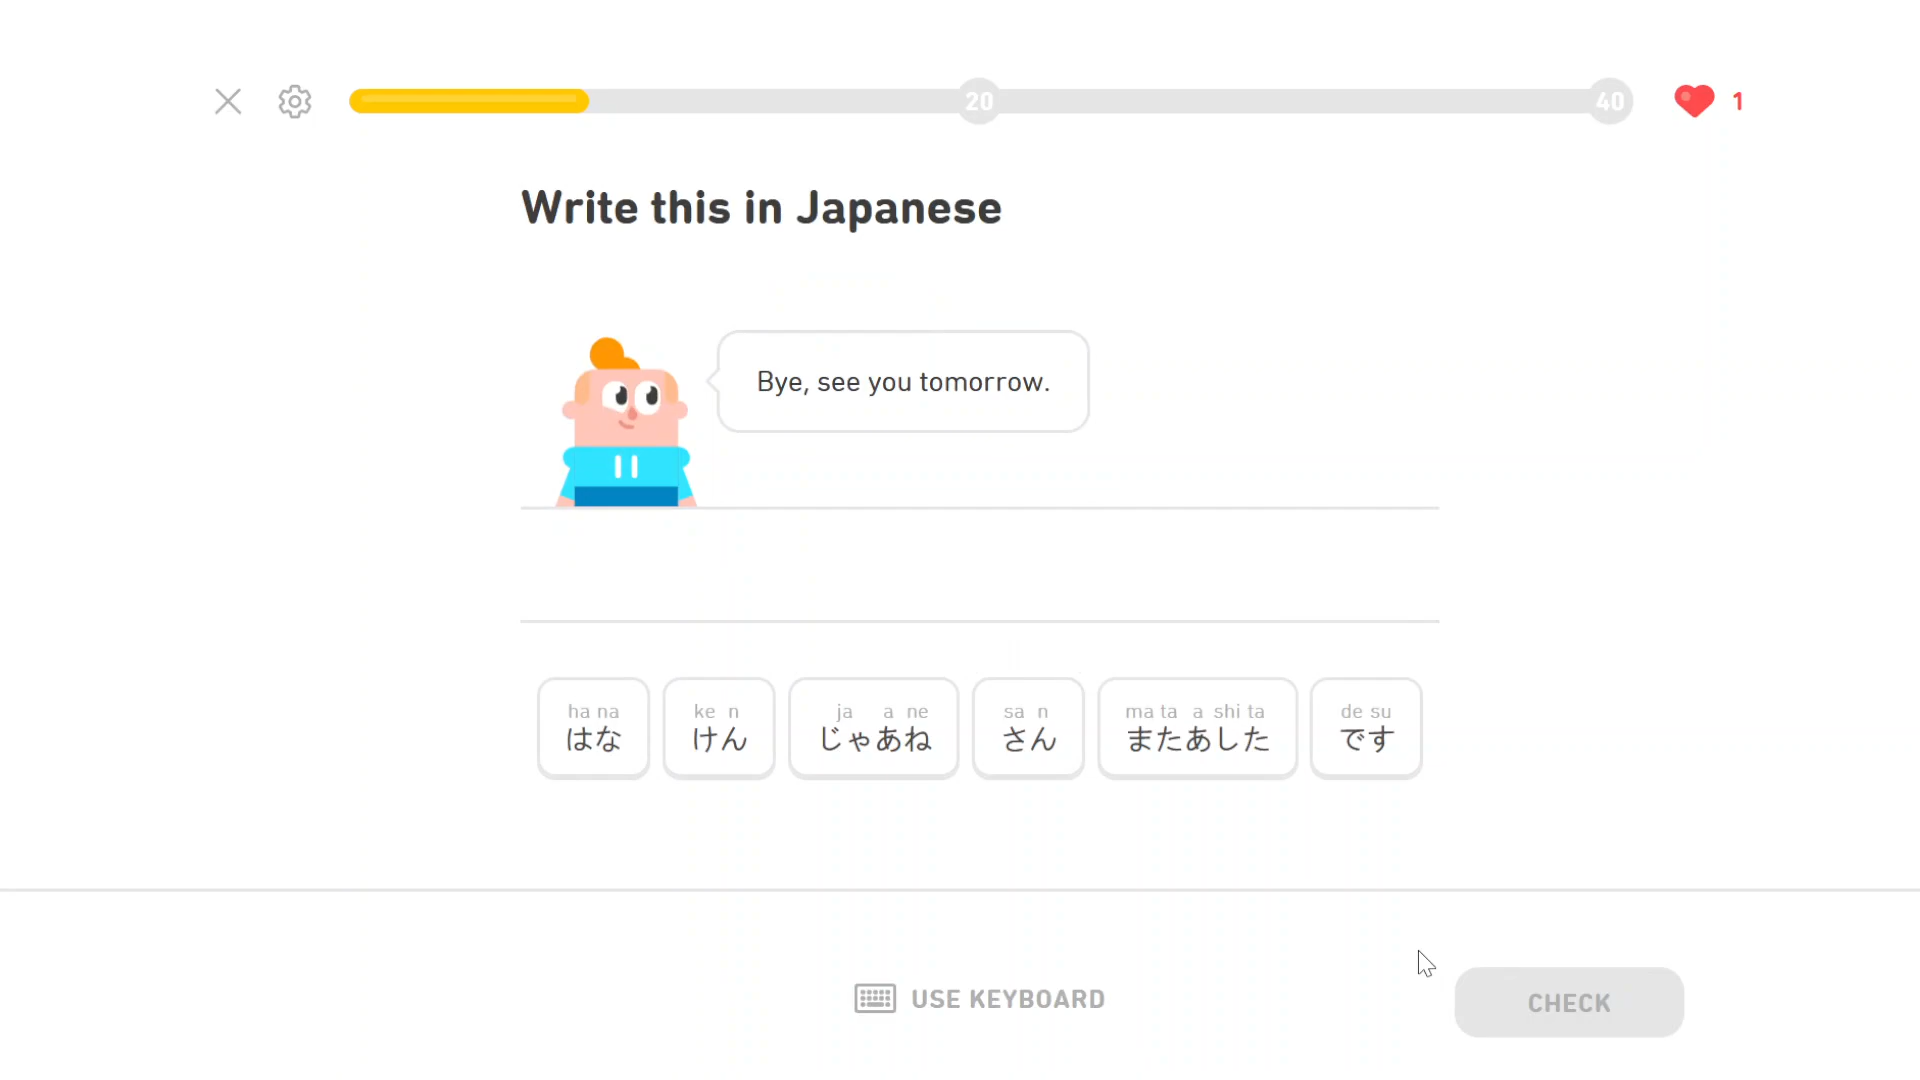 20
40
1
Write this in Japanese
Bye, see you tomorrow.
ha na
はな
ke n
けん
ja a ne
じゃあね
sa n
さん
ma ta a shi ta
またあした
de su
です
USE KEYBOARD
CHECK